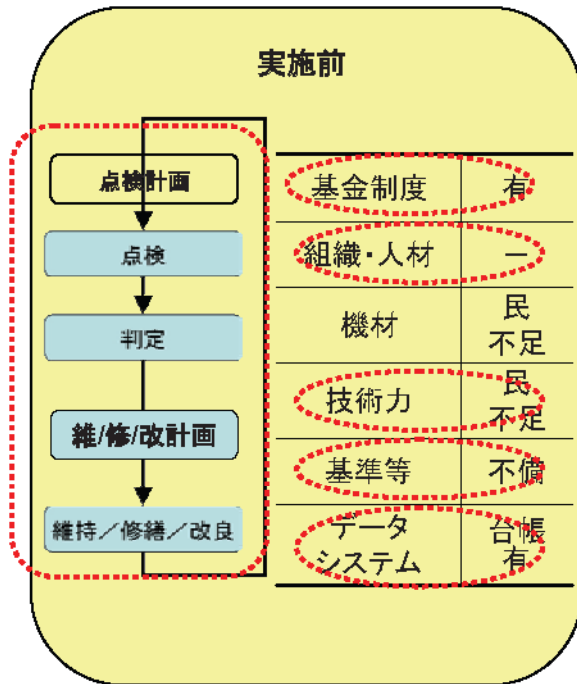 実施前
点検計画
点検
判定
維/修/改計画
維持／修繕／改良
基金制度 有
組織・人材 －
機材 民
不足
技術力 民
不足
基準等 不備
データ 台帳
システム 有